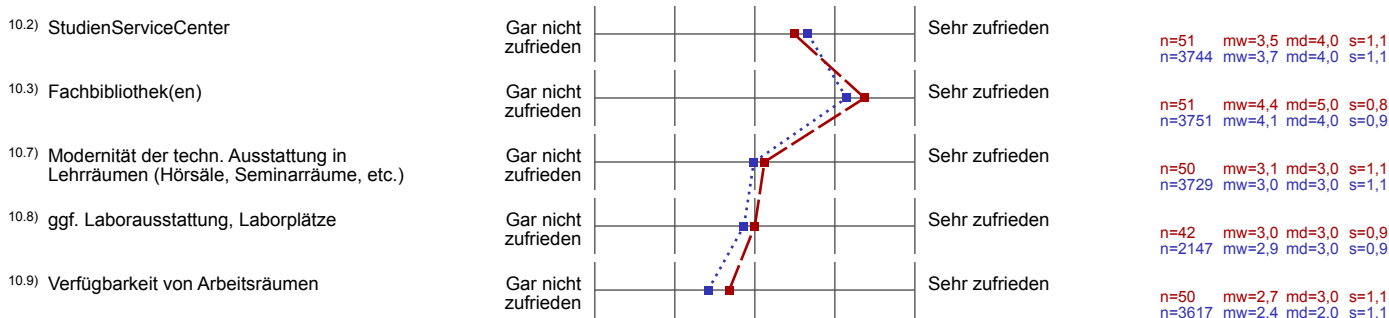 10.2) StudienServiceCenter
Gar nicht
zufrieden
Sehr zufrieden
n=51 mw=3,5 md=4,0 s=1,1
n=3744 mw=3,7 md=4,0 s=1,1
10.3) Fachbibliothek(en)
Gar nicht
zufrieden
Sehr zufrieden
n=51 mw=4,4 md=5,0 s=0,8
n=3751 mw=4,1 md=4,0 s=0,9
10.7) Modernität der techn. Ausstattung in
Lehrräumen (Hörsäle, Seminarräume, etc.)
Gar nicht
zufrieden
Sehr zufrieden
n=50 mw=3,1 md=3,0 s=1,1
n=3729 mw=3,0 md=3,0 s=1,1
10.8) ggf. Laborausstattung, Laborplätze
Gar nicht
zufrieden
Sehr zufrieden
n=42 mw=3,0 md=3,0 s=0,9
n=2147 mw=2,9 md=3,0 s=0,9
10.9) Verfügbarkeit von Arbeitsräumen
Gar nicht
zufrieden
Sehr zufrieden
n=50 mw=2,7 md=3,0 s=1,1
n=3617 mw=2,4 md=2,0 s=1,1